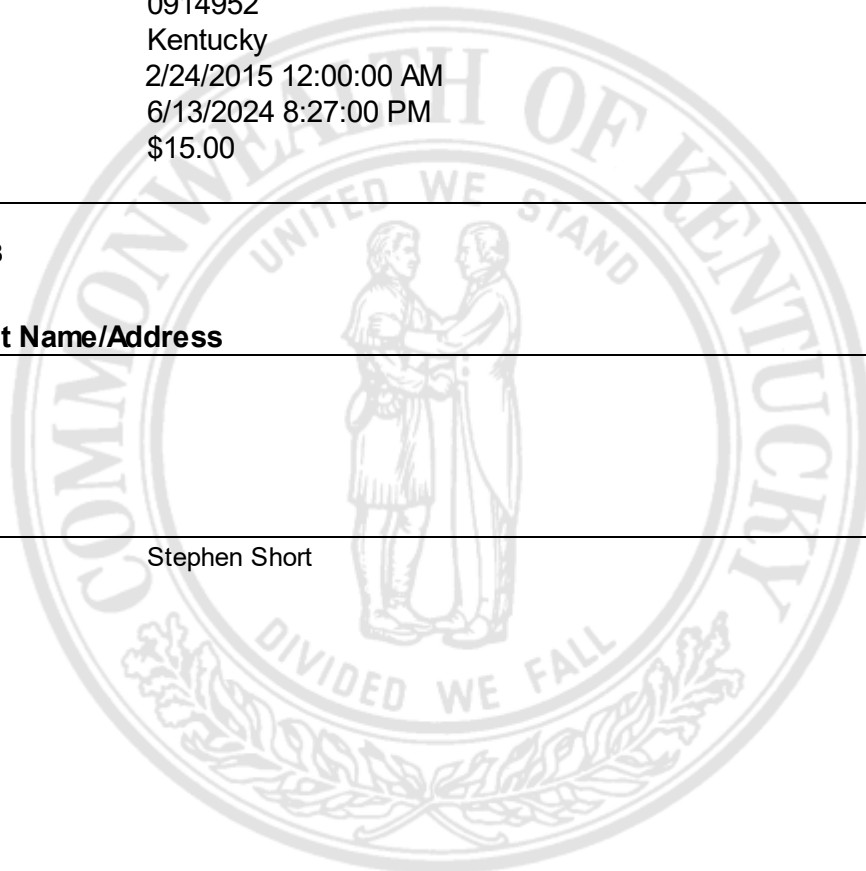 0914952
Kentucky
2/24/2015 12:00:00 AM
6/13/2024 8:27:00 PM
$15.00
t Name/Address
Stephen Short
COMMONWEALTH OF KENTUCKY
UNITED WE STAND
DIVIDED WE FALL